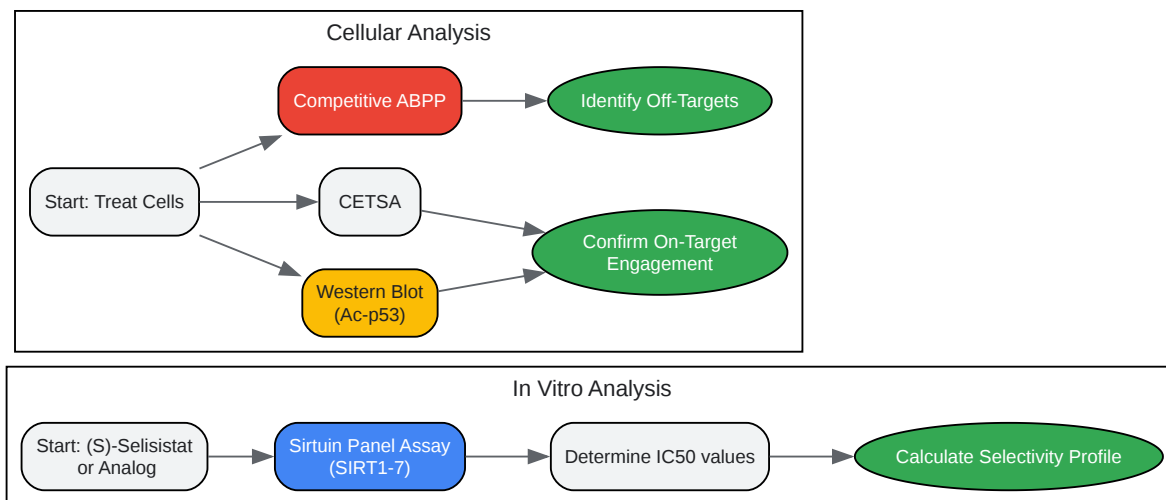 Cellular Analysis
Competitive ABPP
Identify Off-Targets
Start: Treat Cells
CETSA
Confirm On-Target
Engagement
Western Blot
(Ac-p53)
In Vitro Analysis
Start: (S)-Selisistat
or Analog
Sirtuin Panel Assay
(SIRT1-7)
Determine IC50 values
Calculate Selectivity Profile